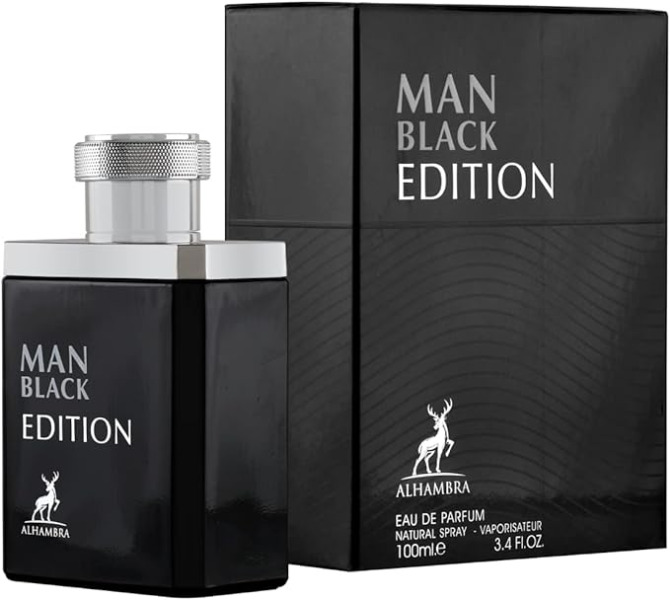 MAN
BLACK
EDITION
ALHAMBRA
MAN
BLACK
EDITION
ALHAMBRA
EAU DE PARFUM
NATURAL SPRAY - VAPORISATEUR
100ml.e 3.4 Fl.OZ.